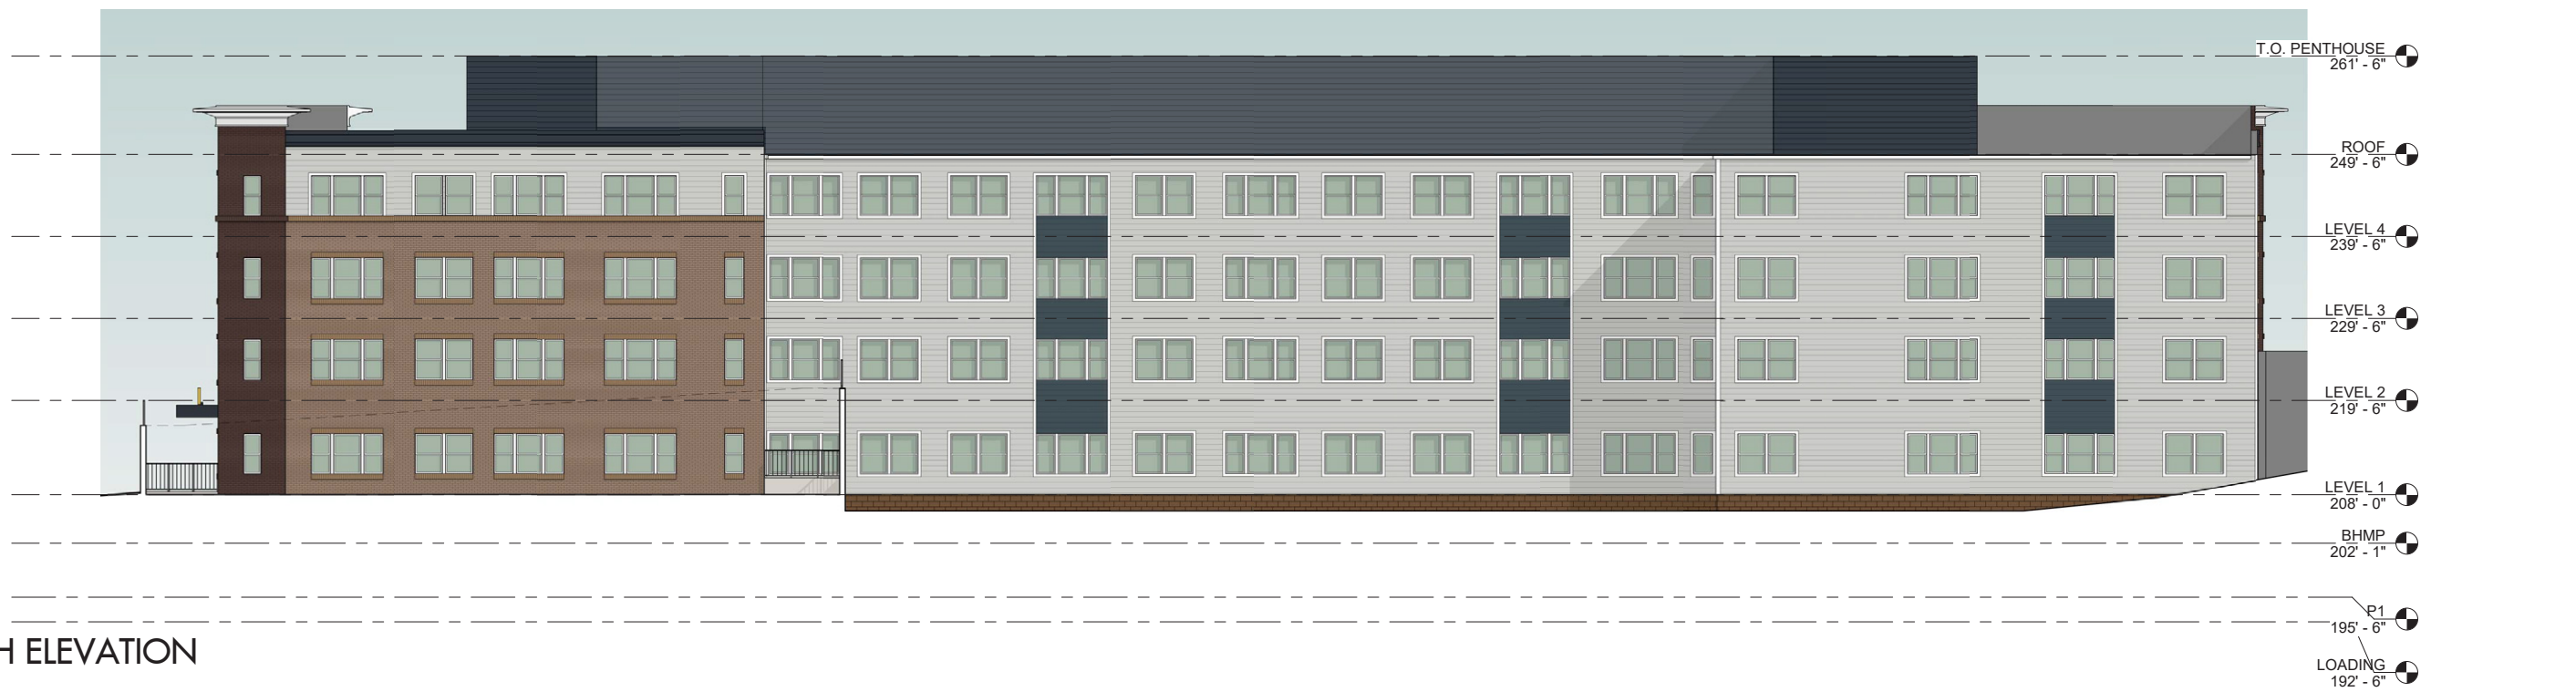 T.O. PENTHOUSE
261' - 6"
ROOF
249' - 6"
LEVEL 4
239' - 6"
LEVEL 3
229' - 6"
LEVEL 2
219' - 6"
LEVEL 1
208' - 0"
BHMP
202' - 1"
P1
195' - 6"
H ELEVATION
LOADING
192' - 6"